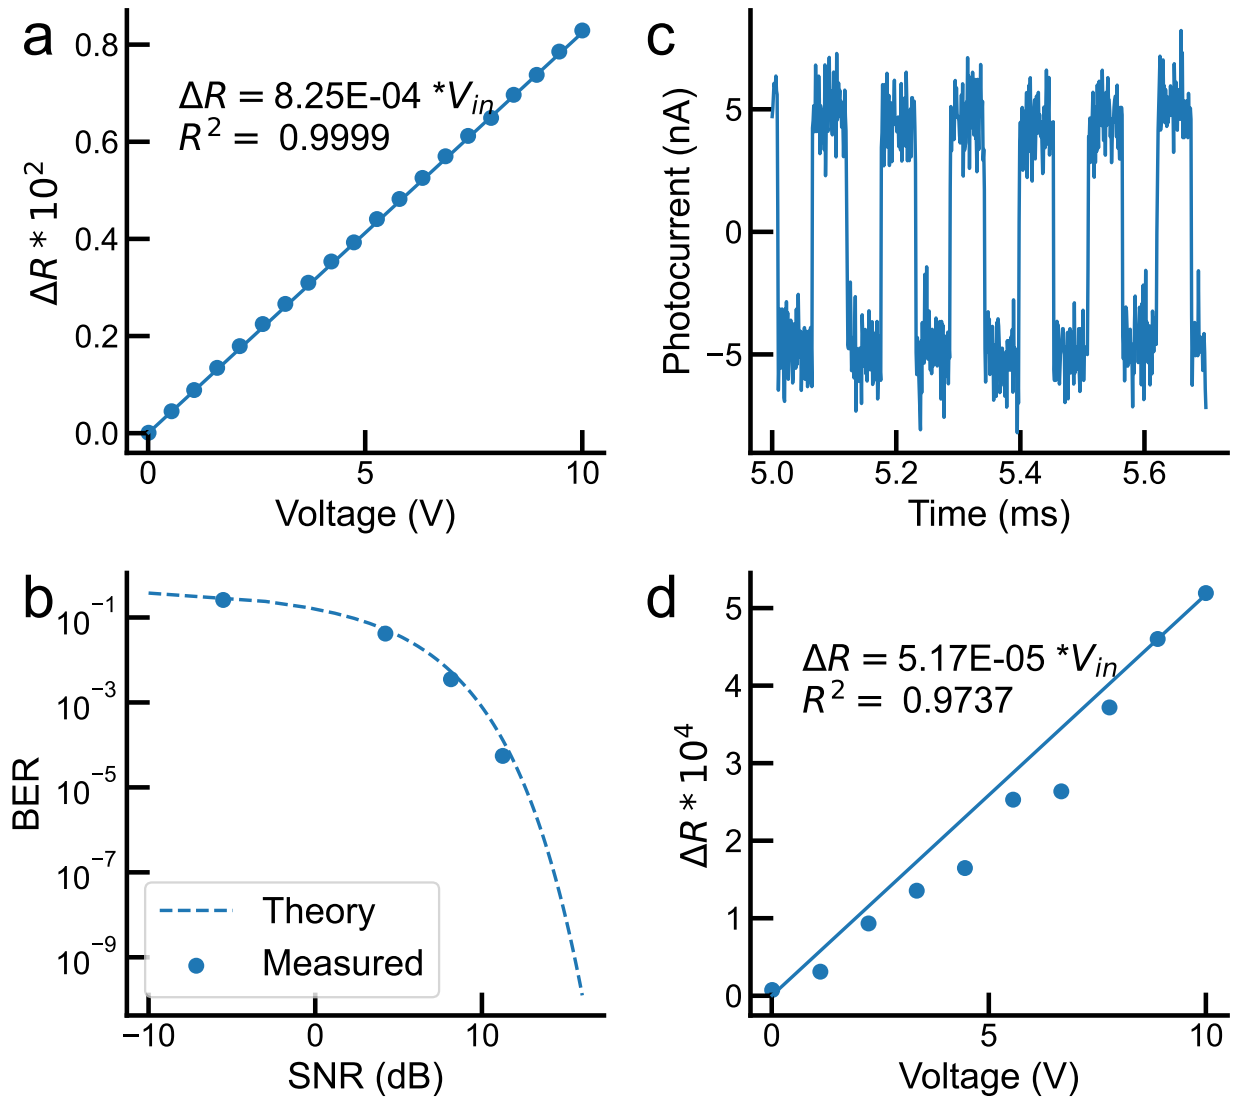 a
0.8
0.6
0.4
0.2
0.0
ΔR * 10²
ΔR = 8.25E-04 *V_in
R² = 0.9999
0 5 10
Voltage (V)
c
5
0
−5
Photocurrent (nA)
5.0 5.2 5.4 5.6
Time (ms)
b
10⁻¹
10⁻³
10⁻⁵
10⁻⁷
10⁻⁹
BER
Theory
Measured
−10 0 10
SNR (dB)
d
5
4
3
2
1
0
ΔR * 10⁴
ΔR = 5.17E-05 *V_in
R² = 0.9737
0 5 10
Voltage (V)